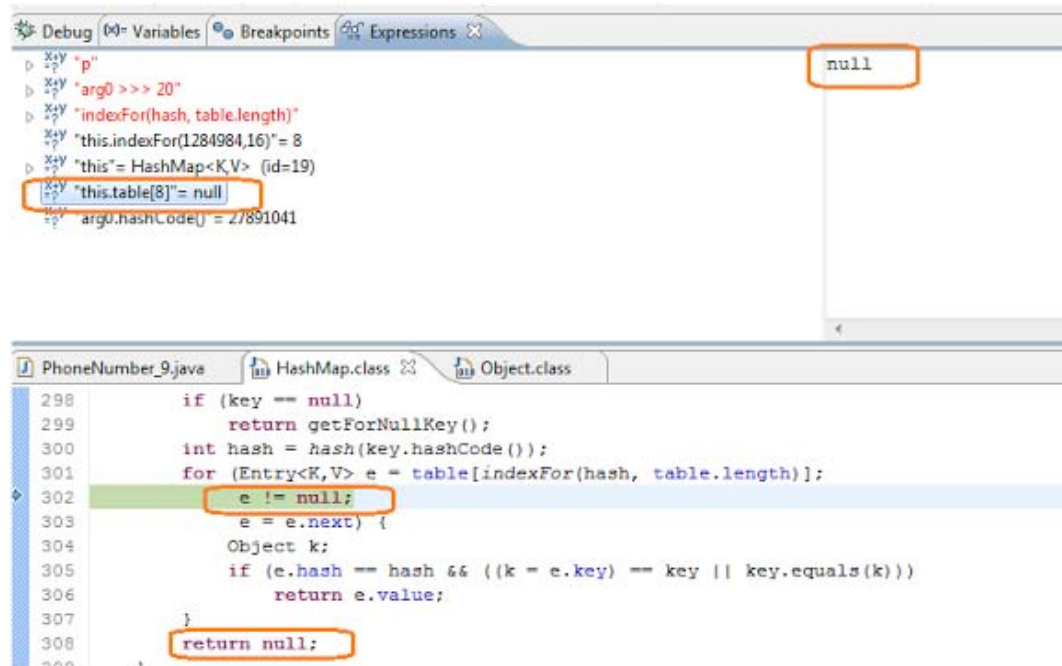 Debug (x)= Variables Breakpoints Expressions
"p"
"arg0 >>> 20"
"indexFor(hash, table.length)"
"this.indexFor(1284984,16)"= 8
"this"= HashMap<K,V> (id=19)
"this.table[8]"= null
"arg0.hashCode()"= 27891041
null
PhoneNumber_9.java HashMap.class Object.class
298 if (key == null)
299 return getForNullKey();
300 int hash = hash(key.hashCode());
301 for (Entry<K,V> e = table[indexFor(hash, table.length)];
302 e != null;
303 e = e.next) {
304 Object k;
305 if (e.hash == hash && ((k = e.key) == key || key.equals(k)))
306 return e.value;
307 }
308 return null;